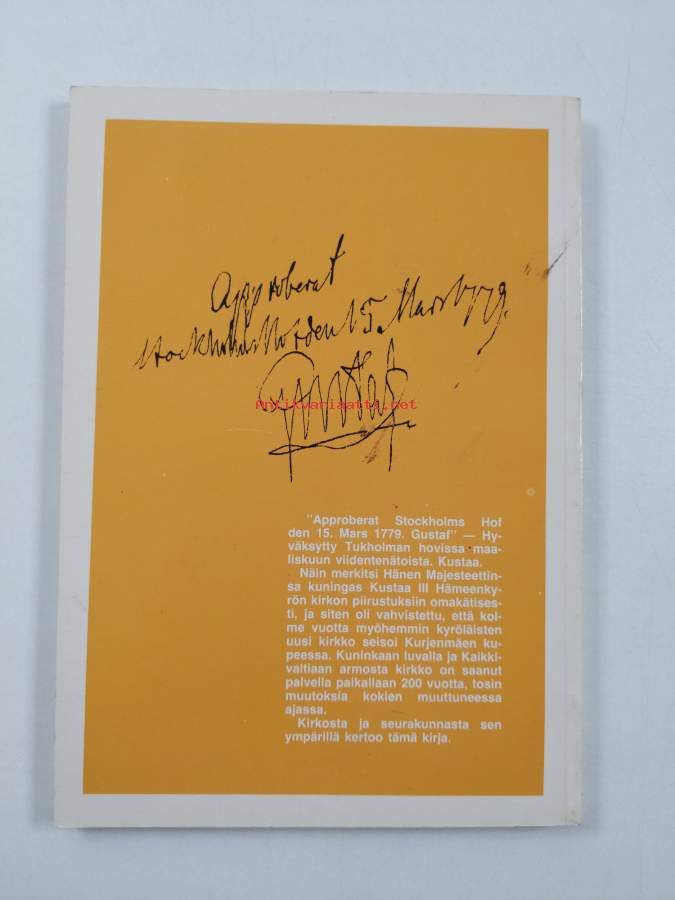 Approberat
Stockholms Hof den 15. Mars 1779.
Gustaf
Antikvariaatti.net
"Approberat Stockholms Hof
den 15. Mars 1779. Gustaf" — Hy-
väksytty Tukholman hovissa maa-
liskuun viidentenätoista. Kustaa.
Näin merkitsi Hänen Majesteettin-
sa kuningas Kustaa III Hämeenky-
rön kirkon piirustuksiin omakätises-
ti, ja siten oli vahvistettu, että kol-
me vuotta myöhemmin kyröläisten
uusi kirkko seisoi Kurjenmäen ku-
peessa. Kuninkaan luvalla ja Kaikki-
valtiaan armosta kirkko on saanut
palvella paikallaan 200 vuotta, tosin
muutoksia kokien muuttuneessa
ajassa.
Kirkosta ja seurakunnasta sen
ympärillä kertoo tämä kirja.